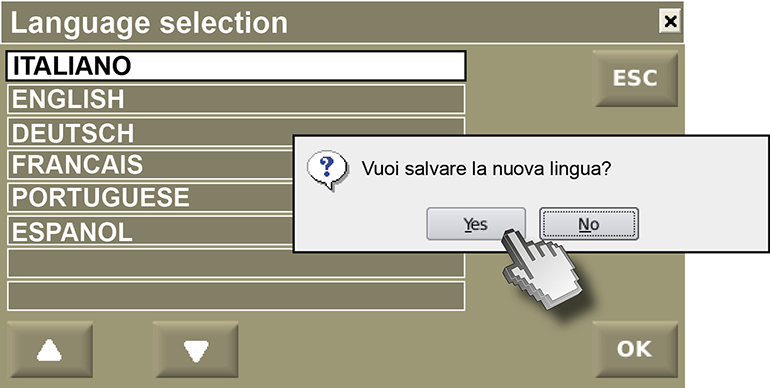 Language selection
ITALIANO
ESC
ENGLISH
DEUTSCH
FRANCAIS
PORTUGUESE
ESPANOL
Vuoi salvare la nuova lingua?
Yes
No
OK